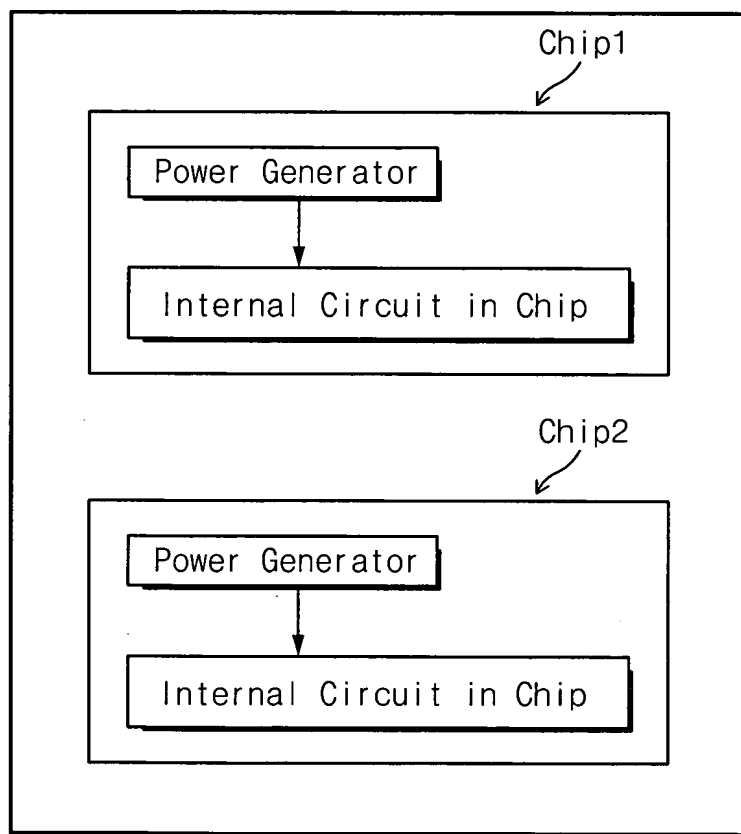 Chip1
Power Generator
Internal Circuit in Chip
Chip2
Power Generator
Internal Circuit in Chip